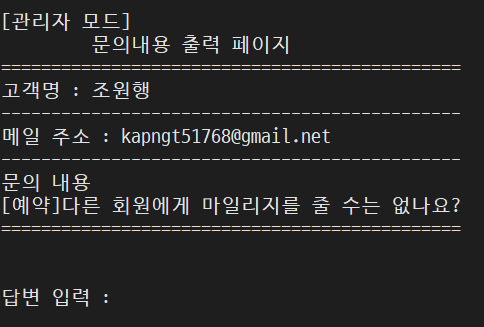 [관리자 모드]
문의내용 출력 페이지
==============================================
고객명 : 조원행
----------------------------------------------
메일 주소 : kapngt51768@gmail.net
----------------------------------------------
문의 내용
[예약]다른 회원에게 마일리지를 줄 수는 없나요?
==============================================
답변 입력 :